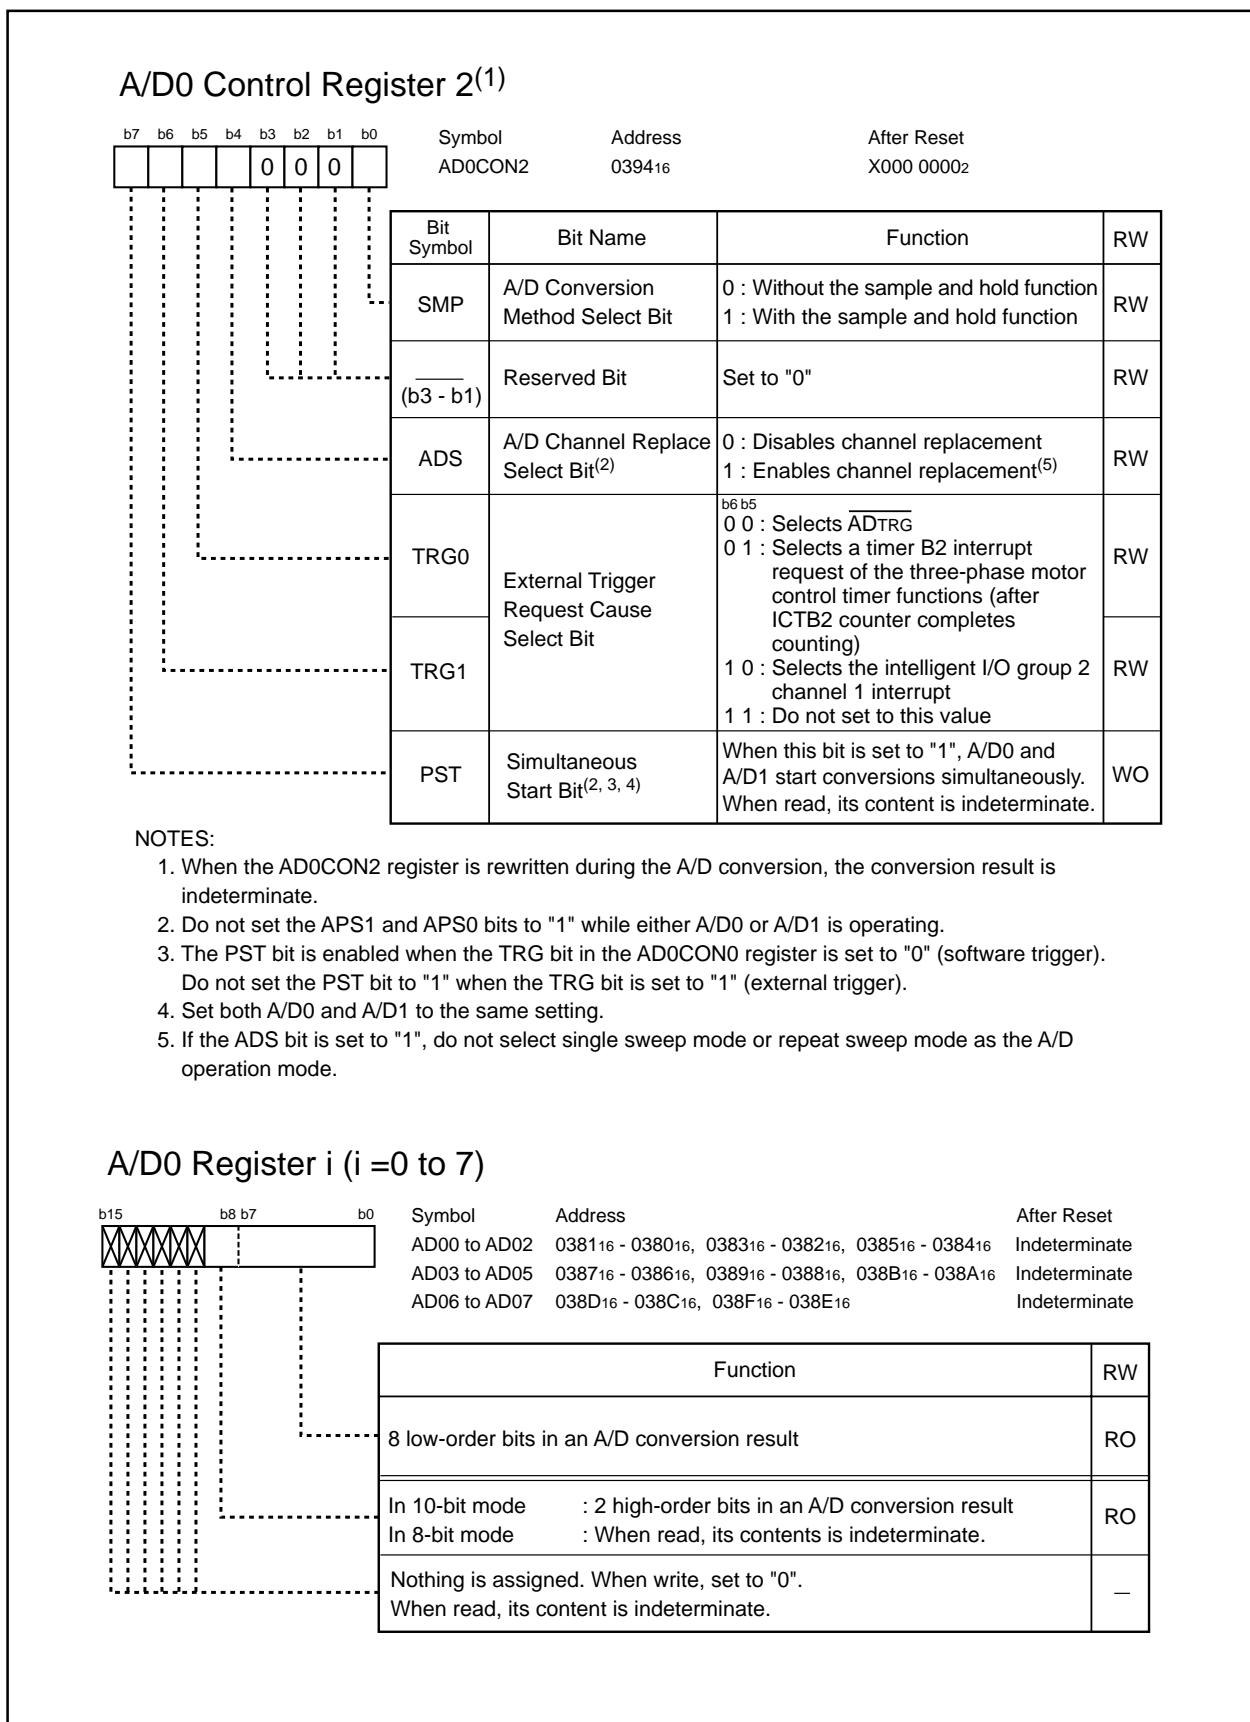 A/D0 Control Register 2(1)
b7 b6 b5 b4 b3 b2 b1 b0
Symbol Address After Reset
0 0 0
AD0CON2 039416 X000 00002
Bit Symbol Bit Name Function RW
SMP A/D Conversion Method Select Bit 0 : Without the sample and hold function RW
1 : With the sample and hold function
(b3 - b1) Reserved Bit Set to "0" RW
ADS A/D Channel Replace Select Bit(2) 0 : Disables channel replacement RW
1 : Enables channel replacement(5)
b6 b5
TRG0 External Trigger Request Cause Select Bit 0 0 : Selects ADTRG RW
0 1 : Selects a timer B2 interrupt
request of the three-phase motor
control timer functions (after
ICTB2 counter completes
counting)
TRG1 1 0 : Selects the intelligent I/O group 2 RW
channel 1 interrupt
1 1 : Do not set to this value
PST Simultaneous Start Bit(2, 3, 4) When this bit is set to "1", A/D0 and WO
A/D1 start conversions simultaneously.
When read, its content is indeterminate.
NOTES:
1. When the AD0CON2 register is rewritten during the A/D conversion, the conversion result is
indeterminate.
2. Do not set the APS1 and APS0 bits to "1" while either A/D0 or A/D1 is operating.
3. The PST bit is enabled when the TRG bit in the AD0CON0 register is set to "0" (software trigger).
Do not set the PST bit to "1" when the TRG bit is set to "1" (external trigger).
4. Set both A/D0 and A/D1 to the same setting.
5. If the ADS bit is set to "1", do not select single sweep mode or repeat sweep mode as the A/D
operation mode.
A/D0 Register i (i =0 to 7)
b15 b8 b7 b0
Symbol Address After Reset
AD00 to AD02 038116 - 038016, 038316 - 038216, 038516 - 038416 Indeterminate
AD03 to AD05 038716 - 038616, 038916 - 038816, 038B16 - 038A16 Indeterminate
AD06 to AD07 038D16 - 038C16, 038F16 - 038E16 Indeterminate
Function RW
8 low-order bits in an A/D conversion result RO
In 10-bit mode : 2 high-order bits in an A/D conversion result RO
In 8-bit mode : When read, its contents is indeterminate.
Nothing is assigned. When write, set to "0". —
When read, its content is indeterminate.